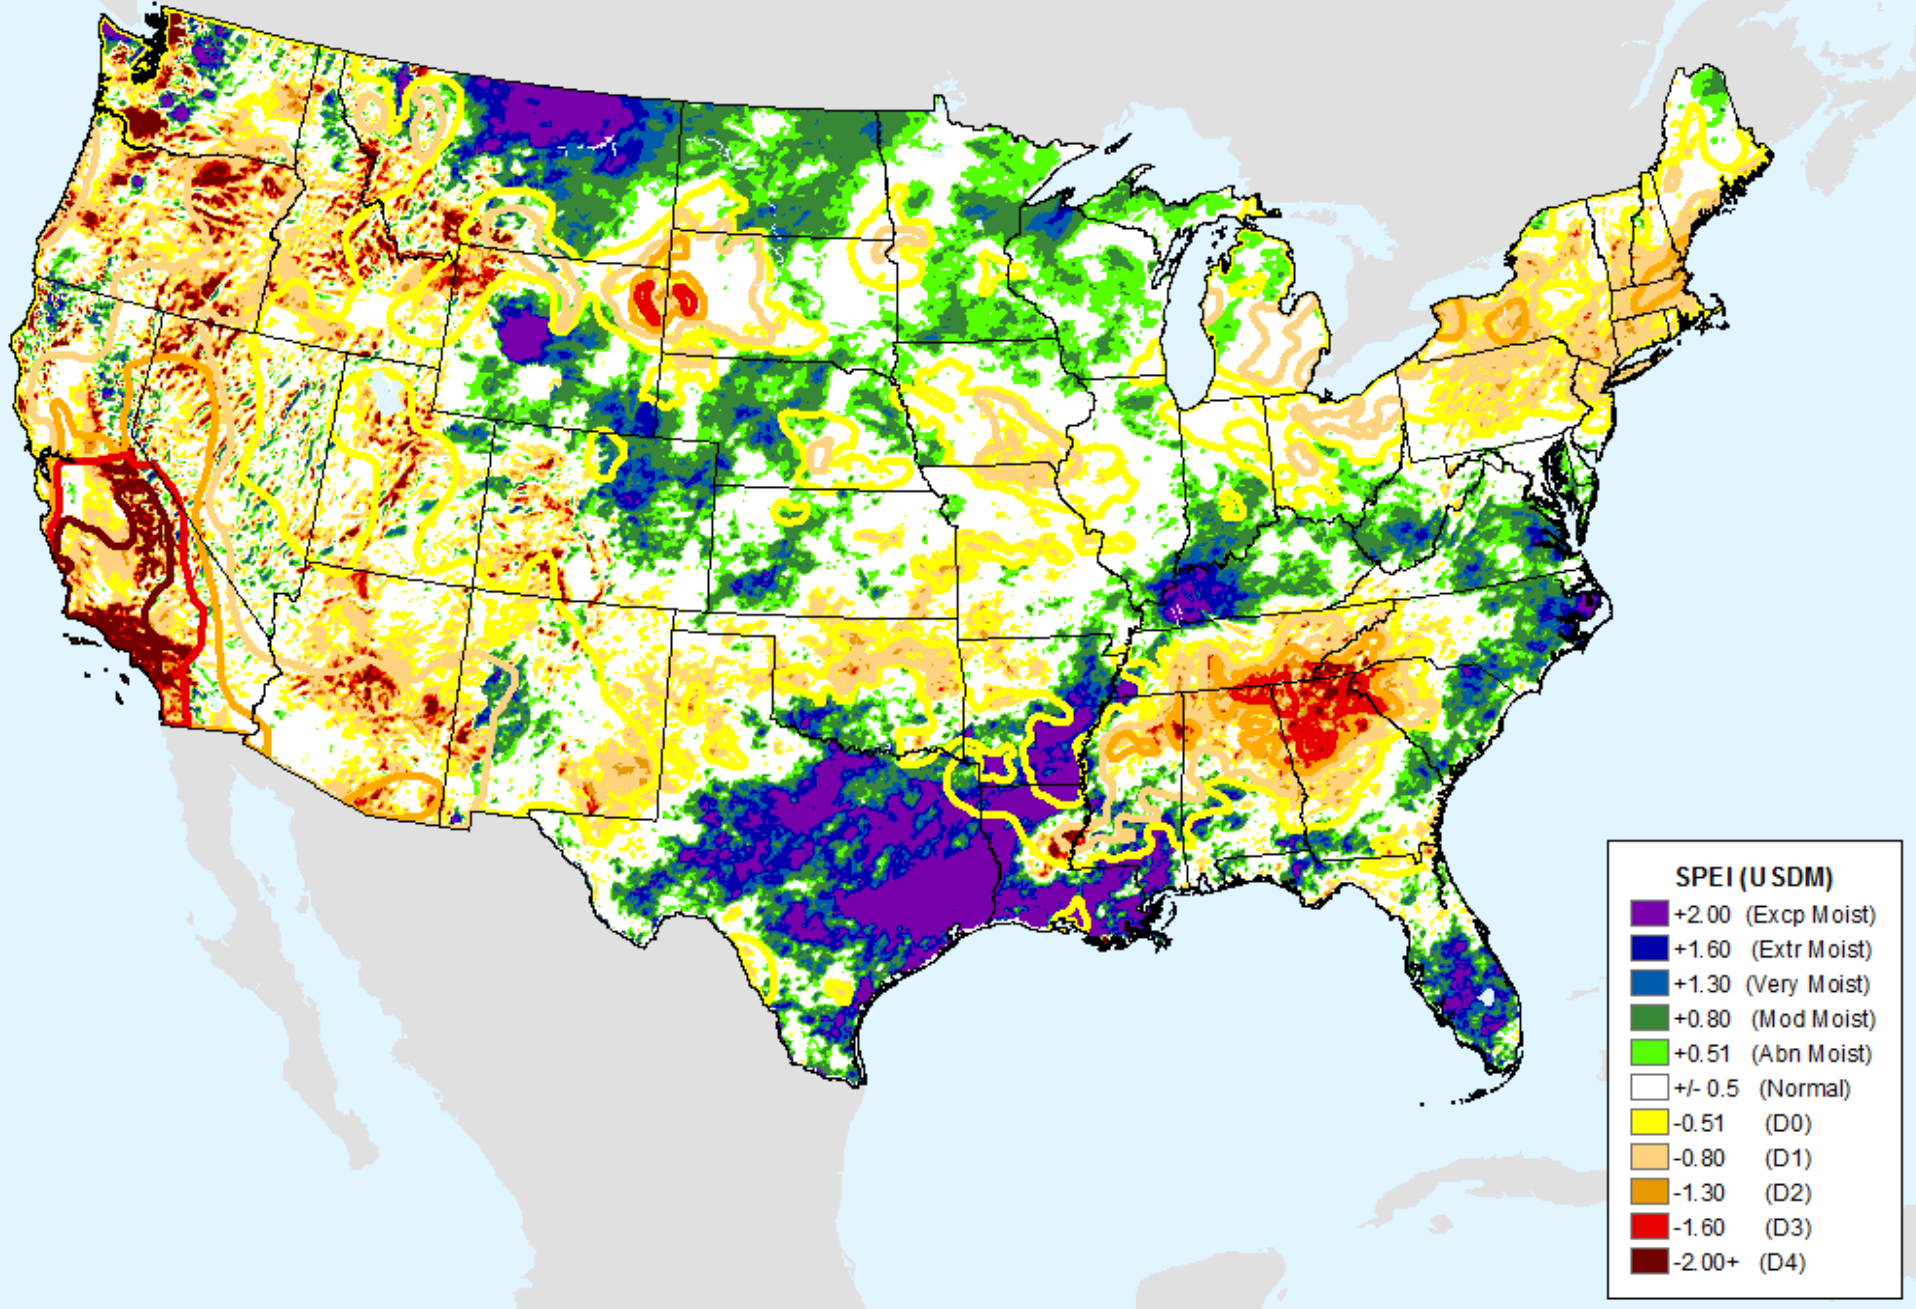 SPEI (USDM)
+2.00 (Excp Moist)
+1.60 (Extr Moist)
+1.30 (Very Moist)
+0.80 (Mod Moist)
+0.51 (Abn Moist)
+/- 0.5 (Normal)
-0.51 (D0)
-0.80 (D1)
-1.30 (D2)
-1.60 (D3)
-2.00+ (D4)